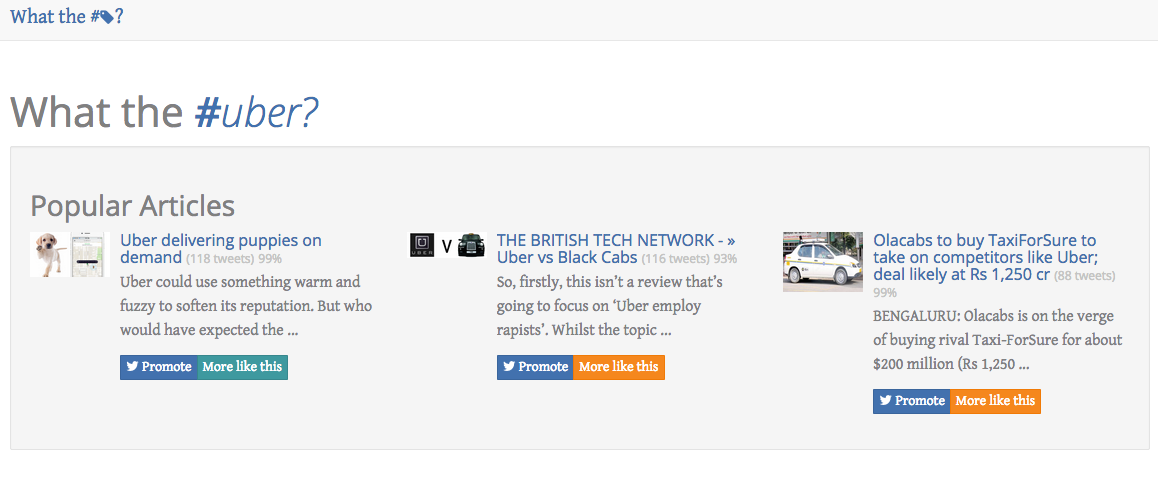 What the #?
What the #uber?
Popular Articles
Uber delivering puppies on
demand (118 tweets) 99%
Uber could use something warm and
fuzzy to soften its reputation. But who
would have expected the ...
Promote More like this
UBER V
THE BRITISH TECH NETWORK - »
Uber vs Black Cabs (116 tweets) 93%
So, firstly, this isn't a review that's
going to focus on ‘Uber employ
rapists’. Whilst the topic ...
Promote More like this
Olacabs to buy TaxiForSure to
take on competitors like Uber;
deal likely at Rs 1,250 cr (88 tweets)
99%
BENGALURU: Olacabs is on the verge
of buying rival Taxi-ForSure for about
$200 million (Rs 1,250 ...
Promote More like this